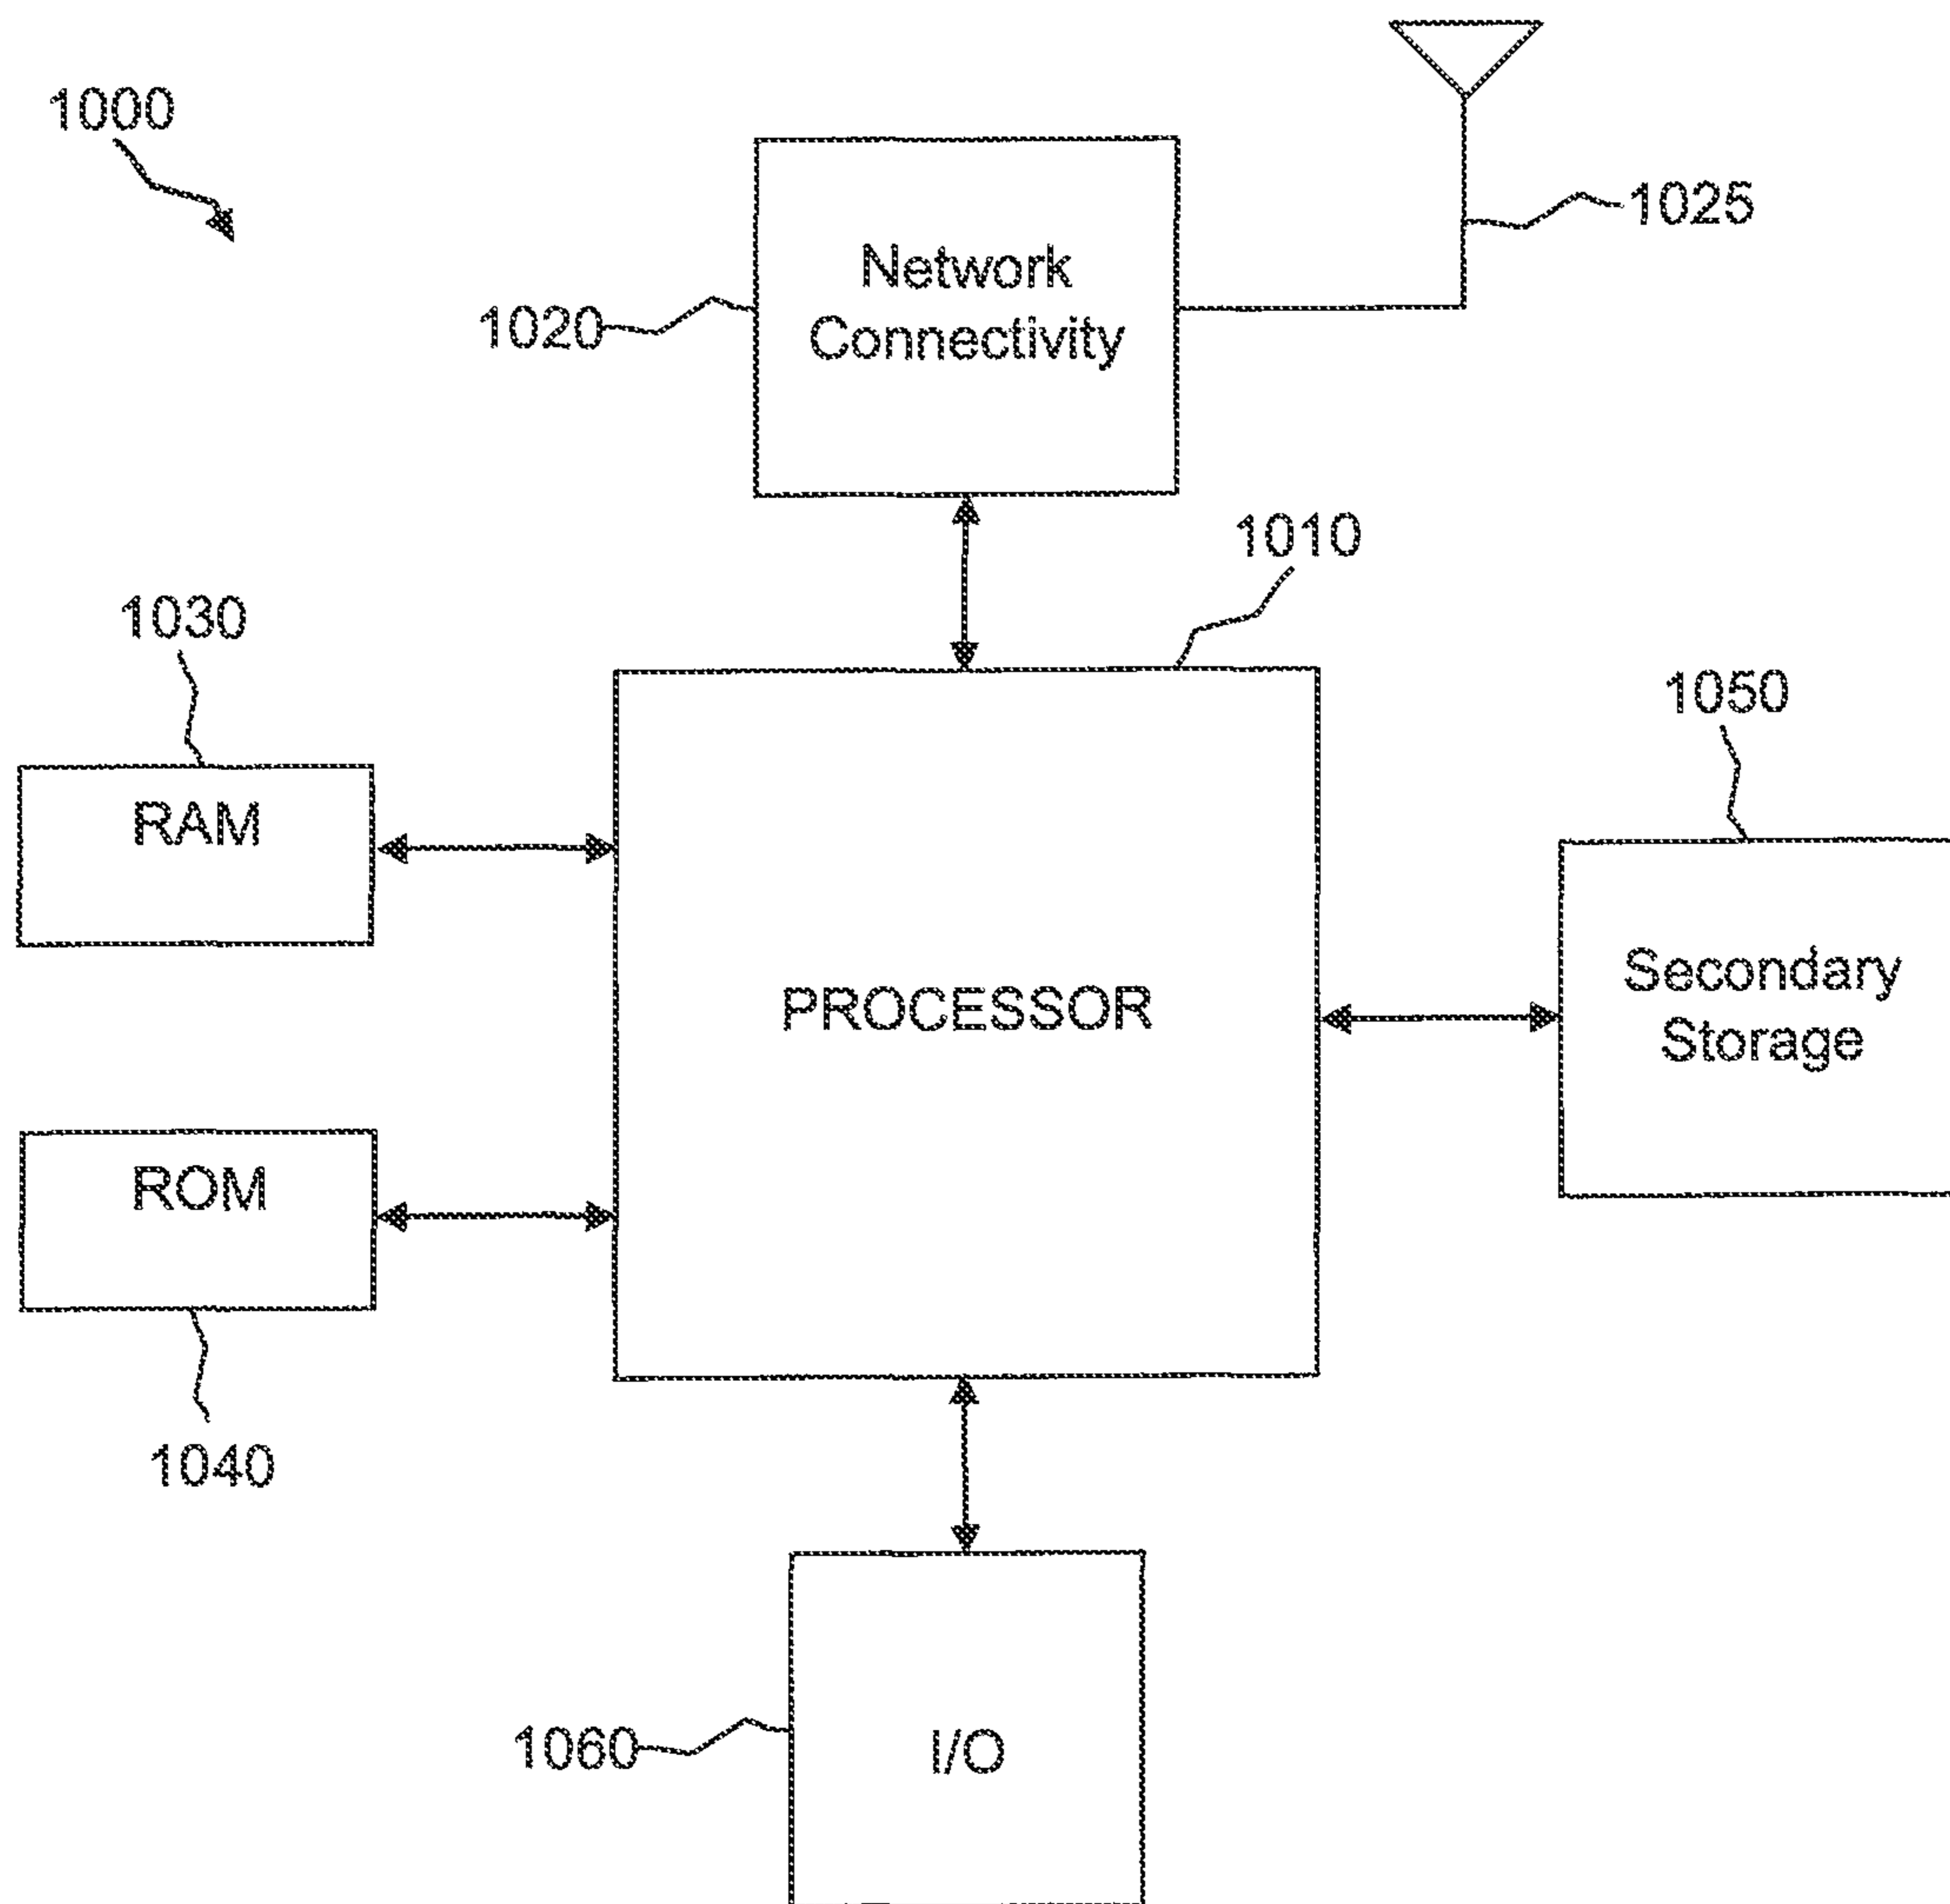 1000
1025
Network
Connectivity
1020
1010
1030
1050
RAM
Secondary
Storage
PROCESSOR
ROM
1040
1060
I/O